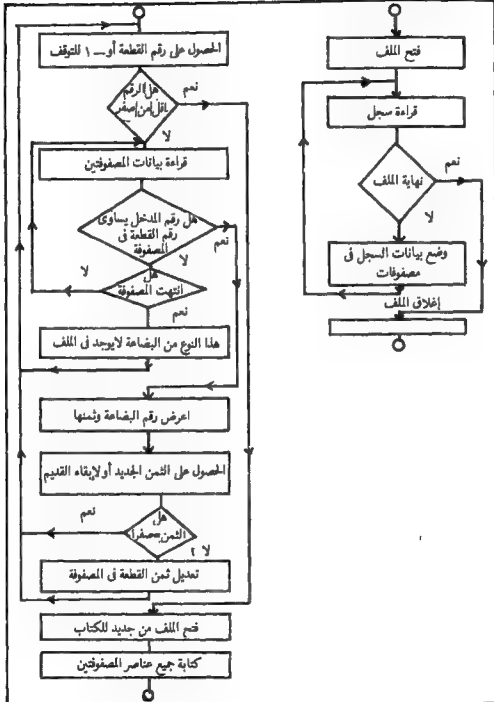 فتح الملف
قراءة سجل
نهاية الملف
نعم
لا
وضع بيانات السجل فى
مصفوفات
إغلاق الملف
الحصول على رقم القطعة أو — ١ للتوقف
هل الرقم
اقل من إصفر
نعم
لا
قراءة بيانات المصفوفتين
هل رقم المدخل يساوى
رقم القطعة فى
المصفوفة
نعم
لا
هل
انتهت المصفوفة
لا
نعم
هذا النوع من البضاعة لايوجد فى الملف
اعرض رقم البضاعة وثمنها
الحصول على الثمن الجديد أو لإبقاء القديم
هل
الثمن=صفرا
نعم
لا ٢
تعديل ثمن القطعة فى المصفوفة
فتح الملف من جديد للكتاب
كتابة جميع عناصر المصفوفتين